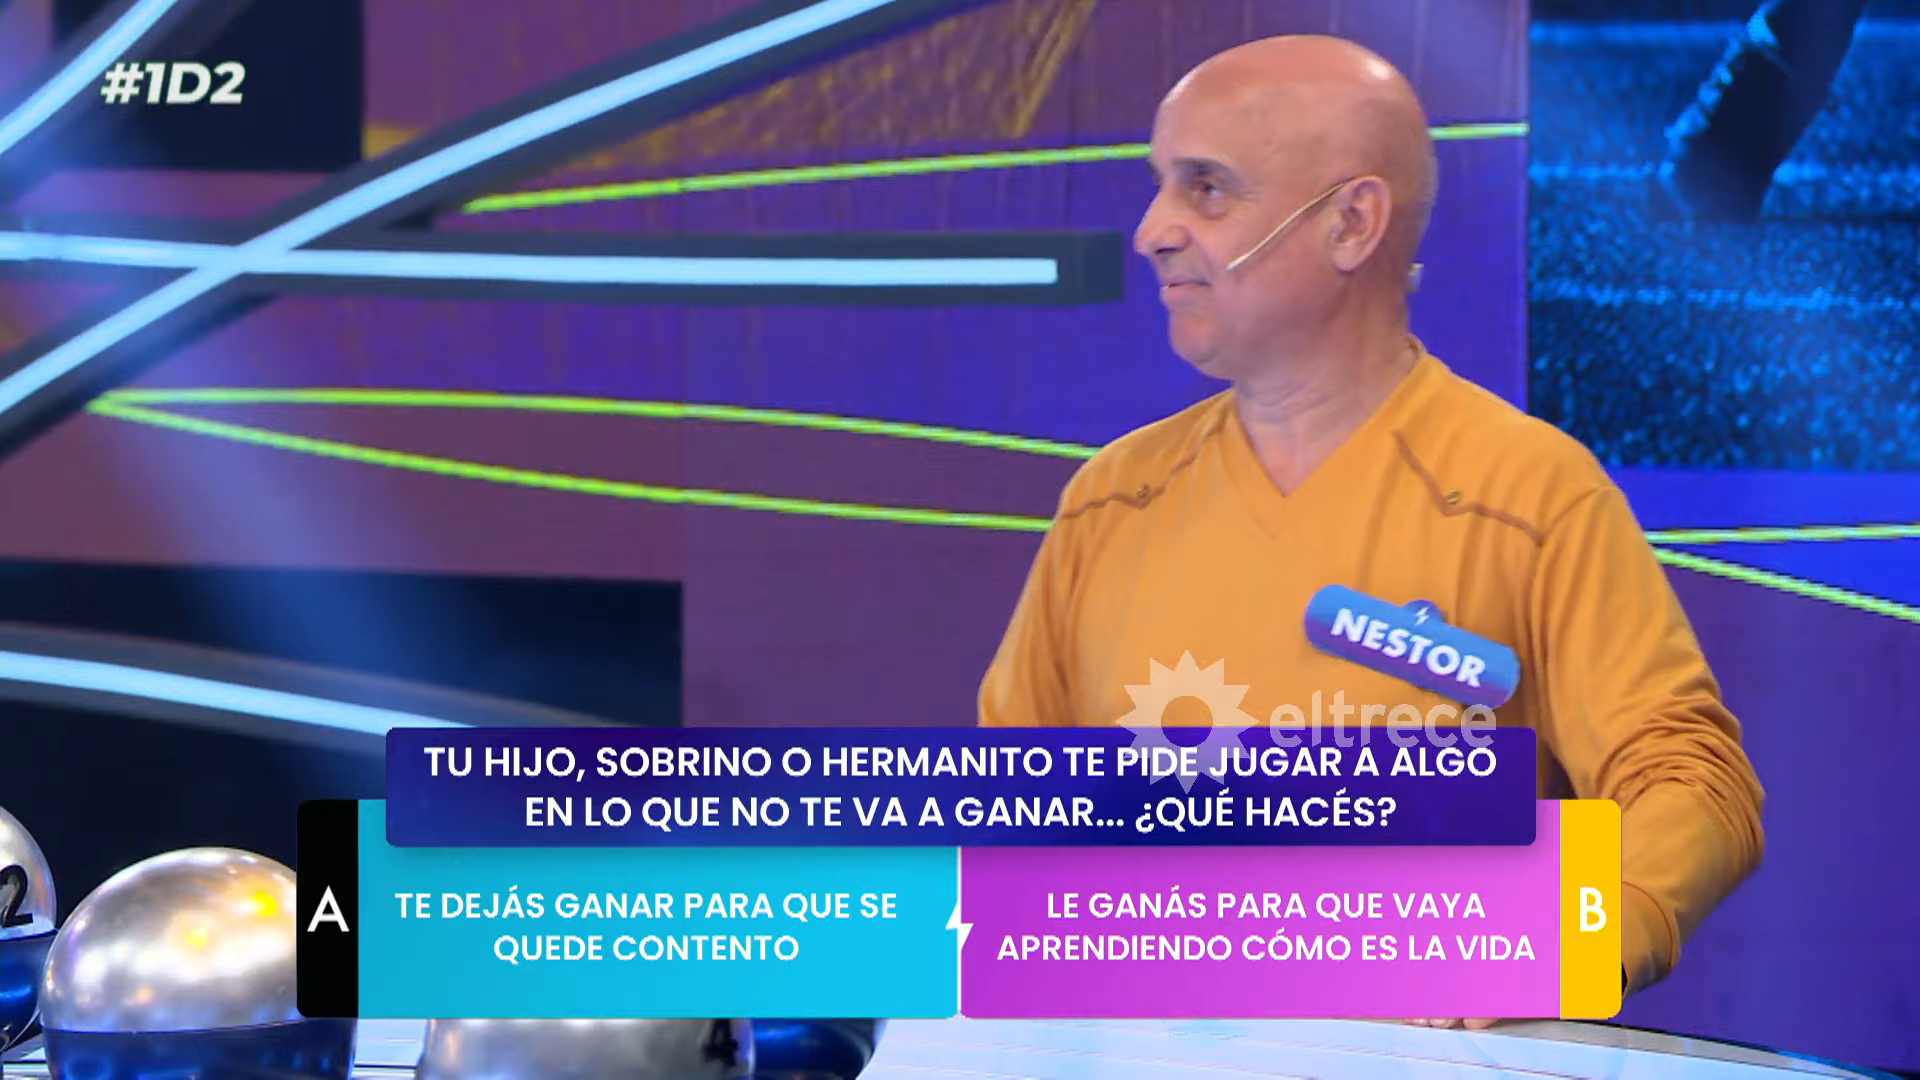 #1D2
NESTOR
eltrece
TU HIJO, SOBRINO O HERMANITO TE PIDE JUGAR A ALGO
EN LO QUE NO TE VA A GANAR... ¿QUÉ HACÉS?
A
TE DEJÁS GANAR PARA QUE SE
QUEDE CONTENTO
LE GANÁS PARA QUE VAYA
APRENDIENDO CÓMO ES LA VIDA
B
2